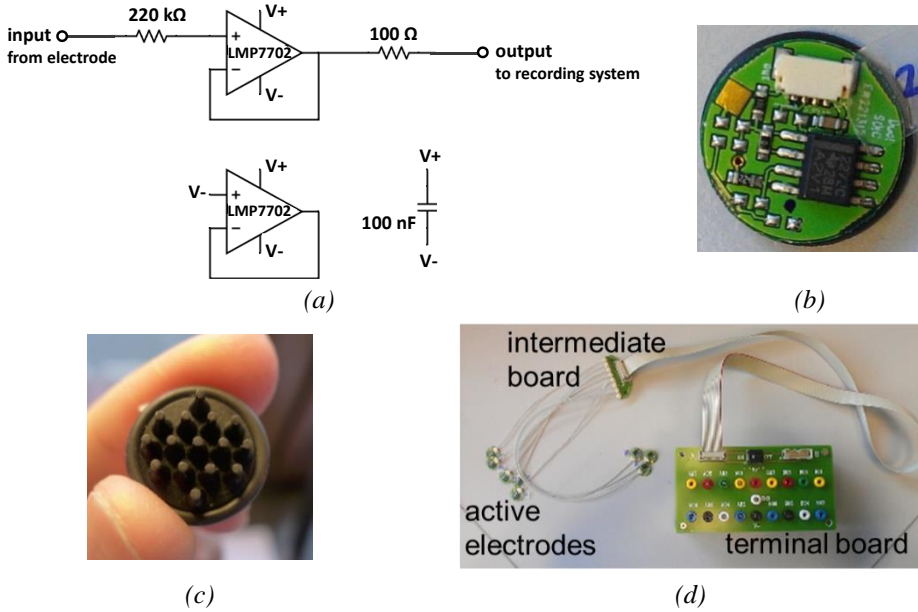 220 kΩ
V+
input
from electrode
+
LMP7702
−
V-
100 Ω
output
to recording system
V+
V-
+
LMP7702
−
V-
V+
100 nF
V-
(a)
(b)
(c)
intermediate
board
active
electrodes
terminal board
(d)